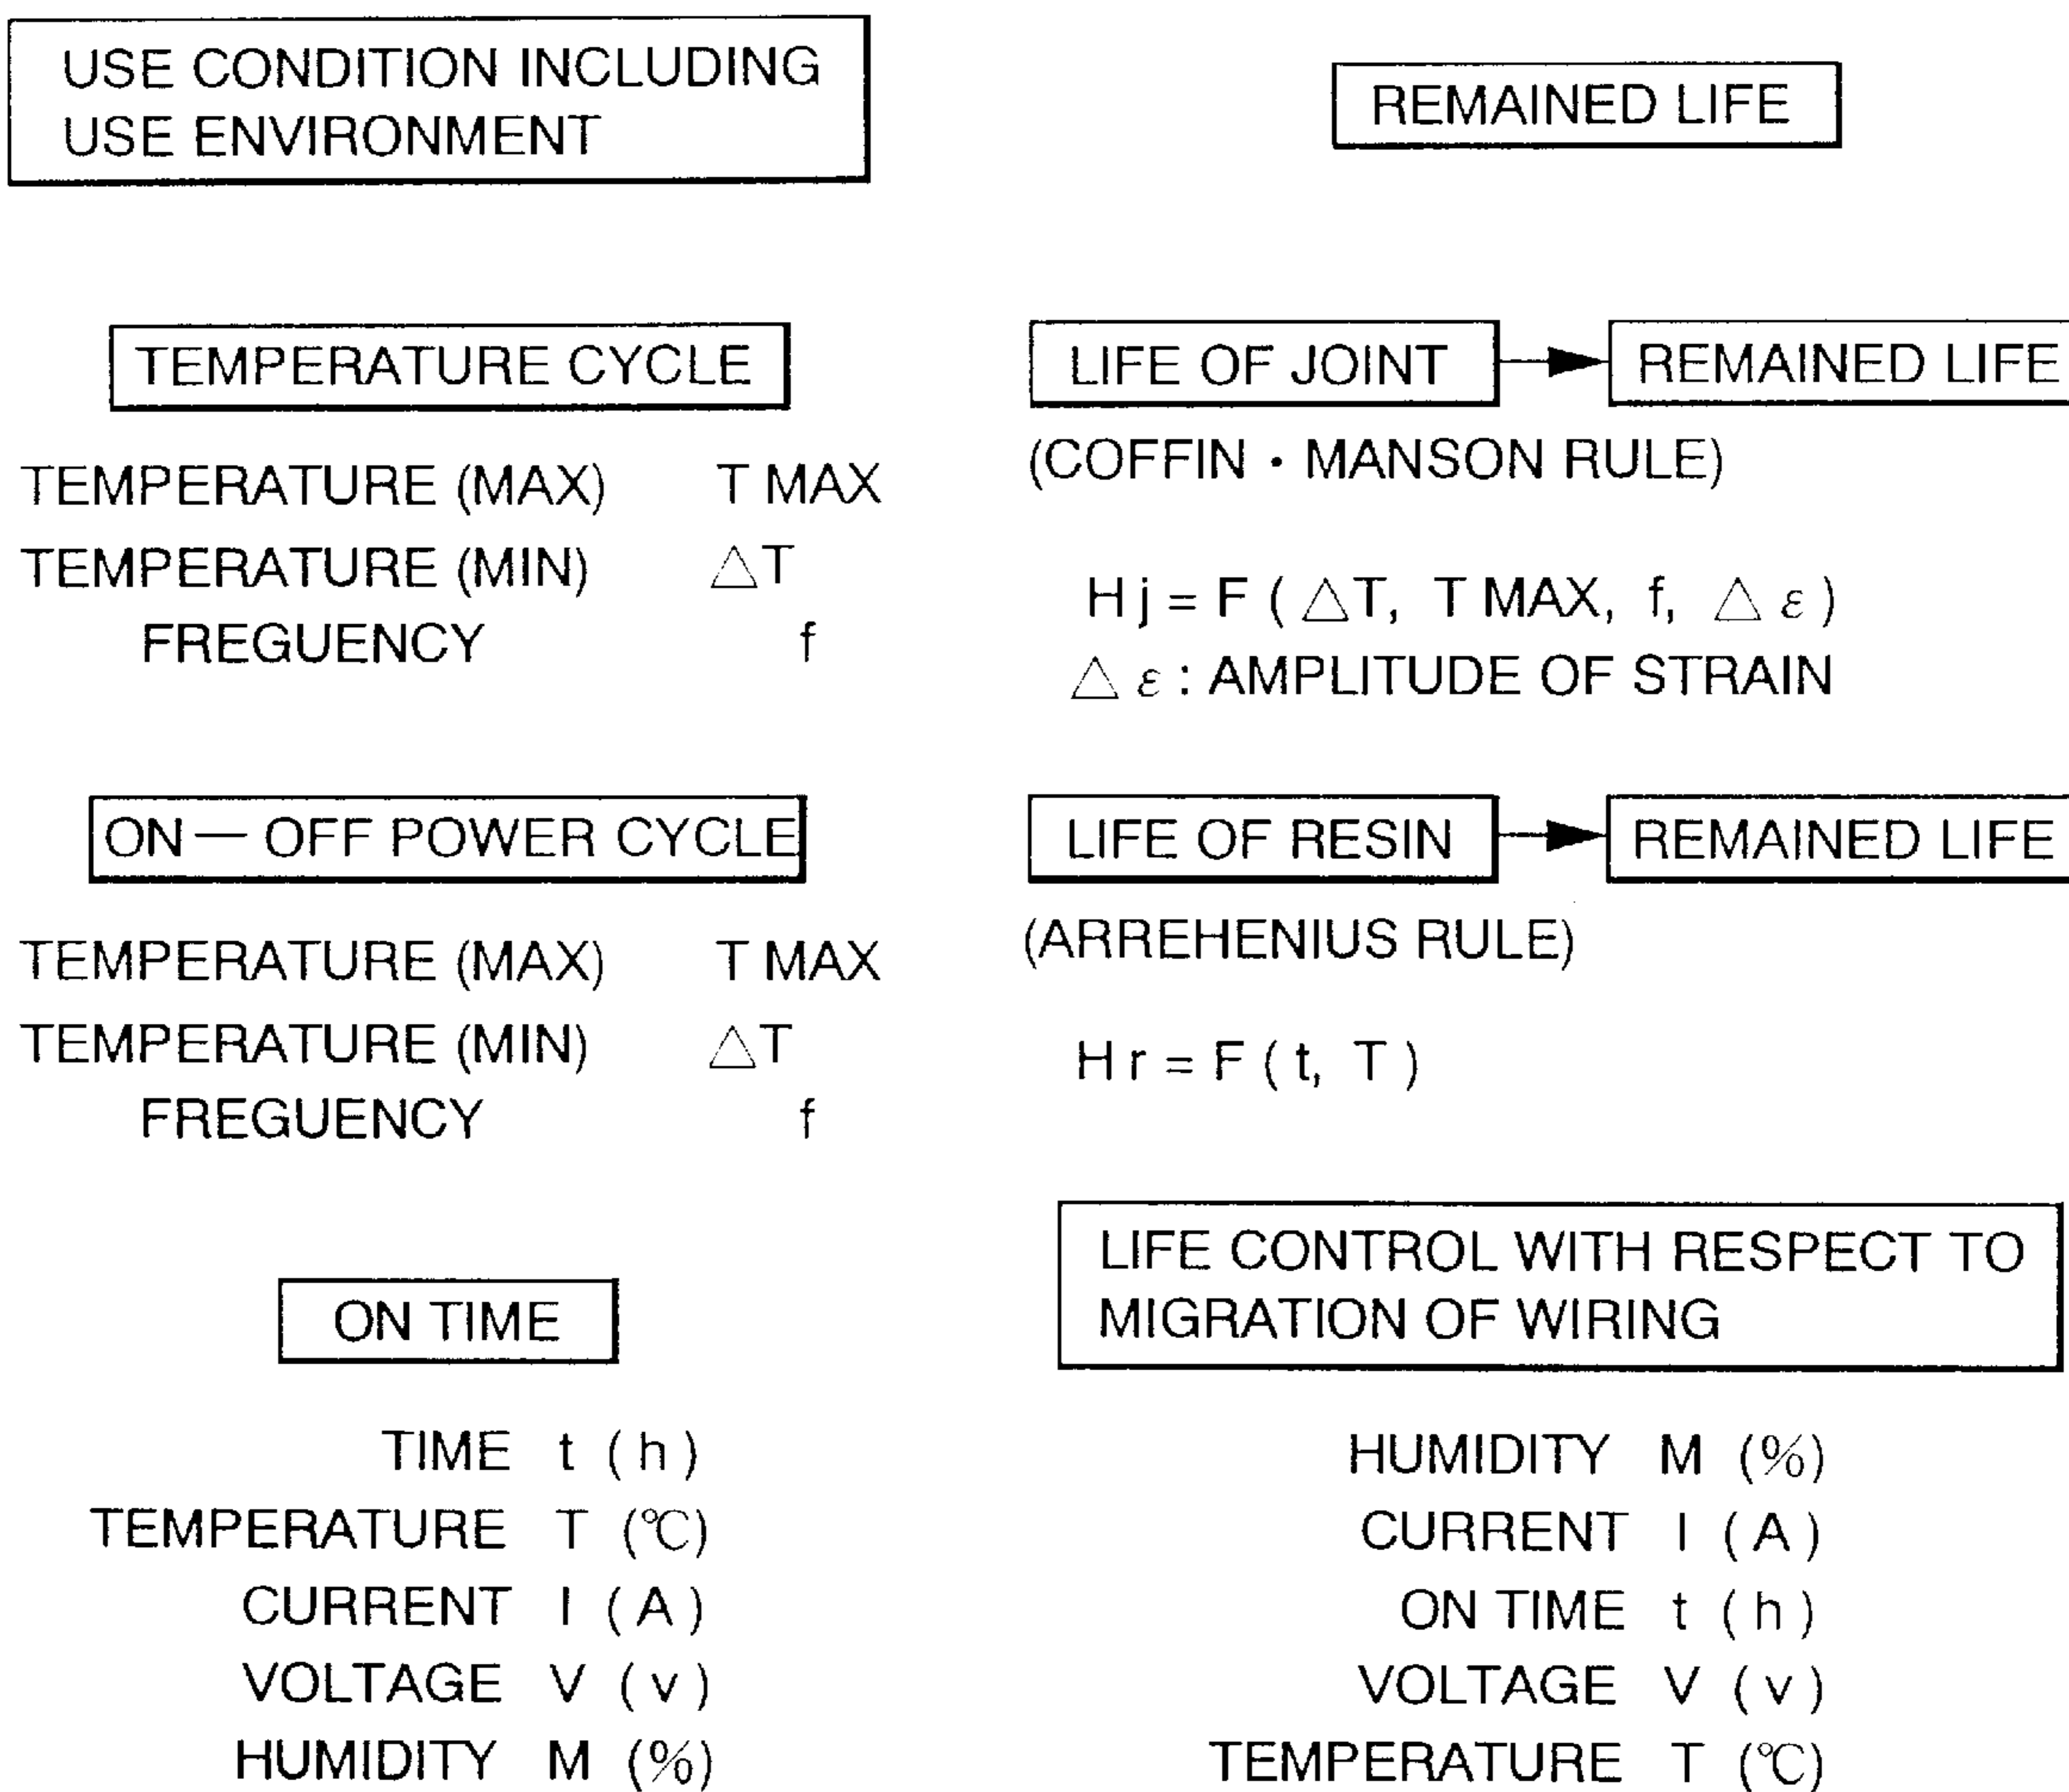 USE CONDITION INCLUDING
USE ENVIRONMENT
TEMPERATURE CYCLE
TEMPERATURE (MAX) T MAX
TEMPERATURE (MIN) △T
FREGUENCY f
ON — OFF POWER CYCLE
TEMPERATURE (MAX) T MAX
TEMPERATURE (MIN) △T
FREGUENCY f
ON TIME
TIME t (h)
TEMPERATURE T (℃)
CURRENT I (A)
VOLTAGE V (v)
HUMIDITY M (%)
REMAINED LIFE
LIFE OF JOINT REMAINED LIFE
(COFFIN・MANSON RULE)
Hj = F (△T, T MAX, f, △ε)
△ε : AMPLITUDE OF STRAIN
LIFE OF RESIN REMAINED LIFE
(ARREHENIUS RULE)
Hr = F (t, T)
LIFE CONTROL WITH RESPECT TO
MIGRATION OF WIRING
HUMIDITY M (%)
CURRENT I (A)
ON TIME t (h)
VOLTAGE V (v)
TEMPERATURE T (℃)